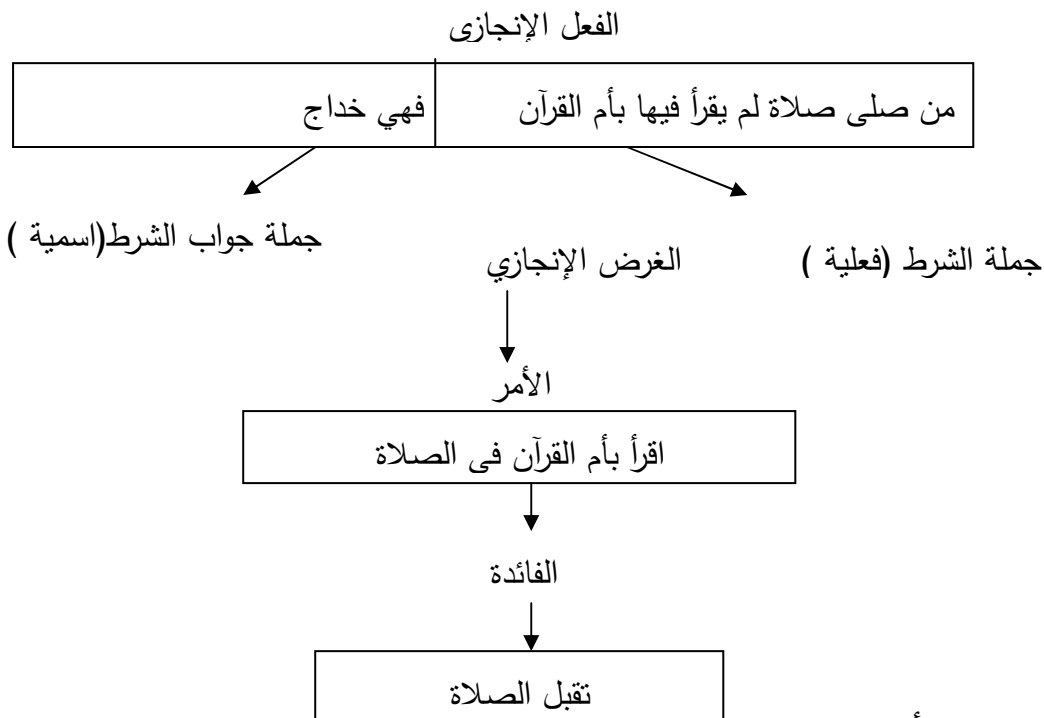 الفعل الإنجازى
من صلى صلاة لم يقرأ فيها بأم القرآن
فهي خداج
جملة الشرط (فعلية )
جملة جواب الشرط(اسمية )
الغرض الإنجازي
الأمر
اقرأ بأم القرآن فى الصلاة
الفائدة
تقبل الصلاة